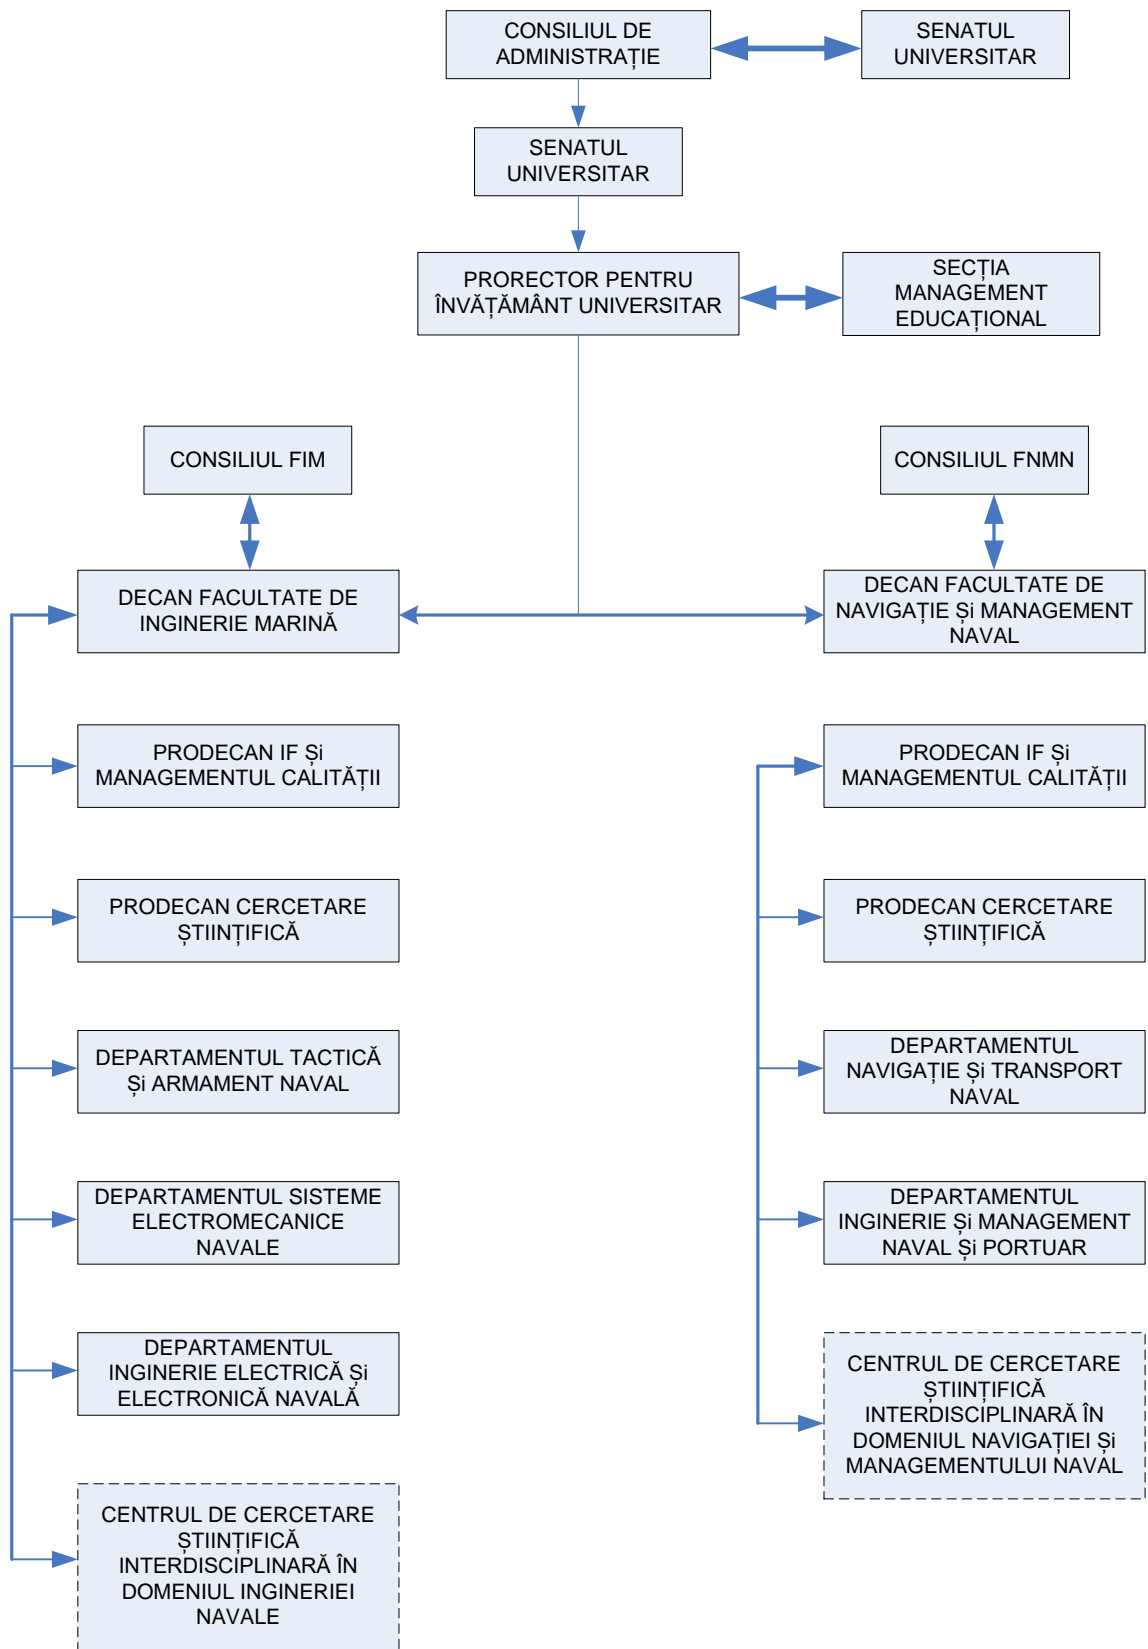 CONSILIUL DE
ADMINISTRAȚIE
SENATUL
UNIVERSITAR
SENATUL
UNIVERSITAR
PRORECTOR PENTRU
ÎNVĂȚĂMÂNT UNIVERSITAR
SECȚIA
MANAGEMENT
EDUCAȚIONAL
CONSILIUL FIM
CONSILIUL FNMN
DECAN FACULTATE DE
INGINERIE MARINĂ
DECAN FACULTATE DE
NAVIGAȚIE Și MANAGEMENT
NAVAL
PRODECAN IF Și
MANAGEMENTUL CALITĂȚII
PRODECAN IF Și
MANAGEMENTUL CALITĂȚII
PRODECAN CERCETARE
ȘTIINȚIFICĂ
PRODECAN CERCETARE
ȘTIINȚIFICĂ
DEPARTAMENTUL TACTICĂ
Și ARMAMENT NAVAL
DEPARTAMENTUL
NAVIGAȚIE Și TRANSPORT
NAVAL
DEPARTAMENTUL SISTEME
ELECTROMECANICE
NAVALE
DEPARTAMENTUL
INGINERIE Și MANAGEMENT
NAVAL Și PORTUAR
DEPARTAMENTUL
INGINERIE ELECTRICĂ Și
ELECTRONICĂ NAVALĂ
CENTRUL DE CERCETARE
ȘTIINȚIFICĂ
INTERDISCIPLINARĂ ÎN
DOMENIUL NAVIGAȚIEI Și
MANAGEMENTULUI NAVAL
CENTRUL DE CERCETARE
ȘTIINȚIFICĂ
INTERDISCIPLINARĂ ÎN
DOMENIUL INGINERIEI
NAVALE